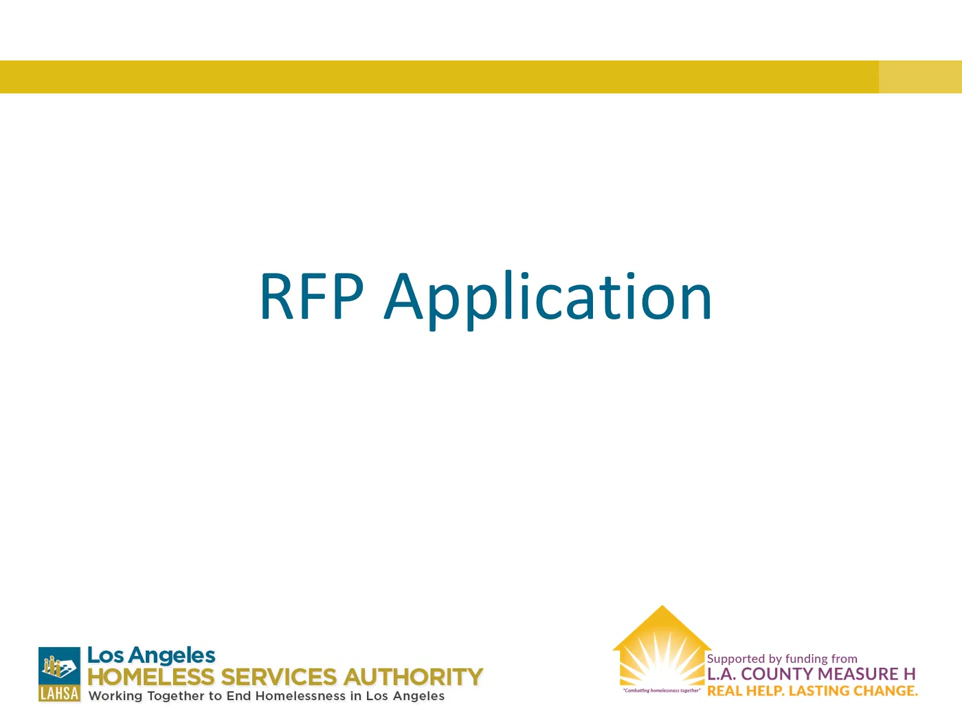 RFP Application
Los Angeles
HOMELESS SERVICES AUTHORITY
LAHSA
Working Together to End Homelessness in Los Angeles
Supported by funding from
L.A. COUNTY MEASURE H
"Combatting homelessness together"
REAL HELP. LASTING CHANGE.